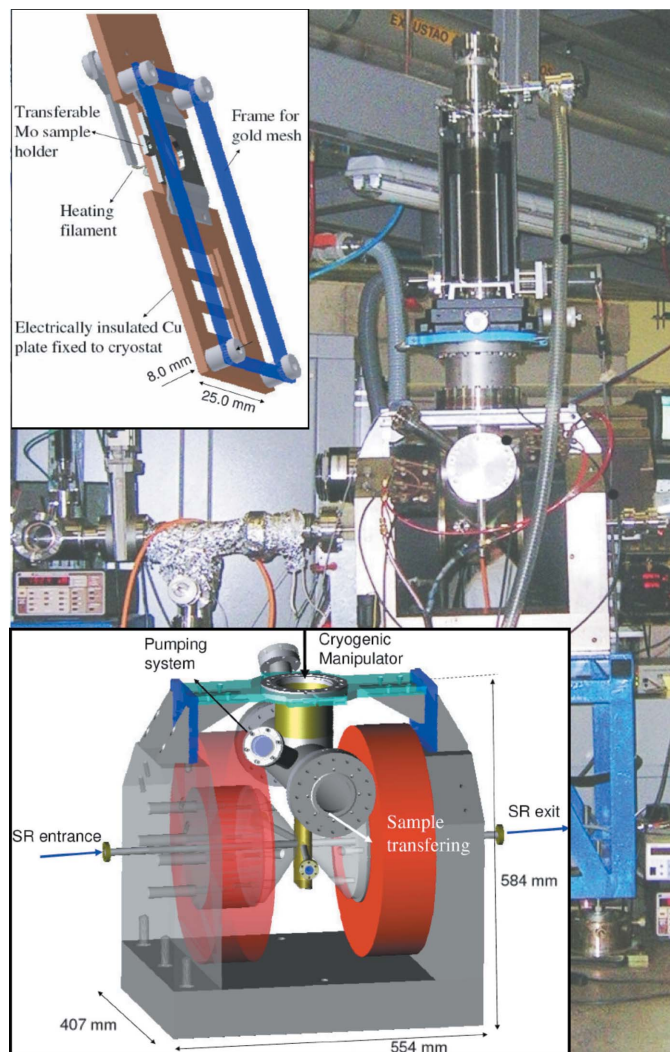 EXAUSTÃO
Transferable
Mo sample
holder
Frame for
gold mesh
Heating
filament
Electrically insulated Cu
plate fixed to cryostat
8.0 mm
25.0 mm
Pumping
system
Cryogenic
Manipulator
SR entrance
SR exit
Sample
transfering
584 mm
407 mm
554 mm